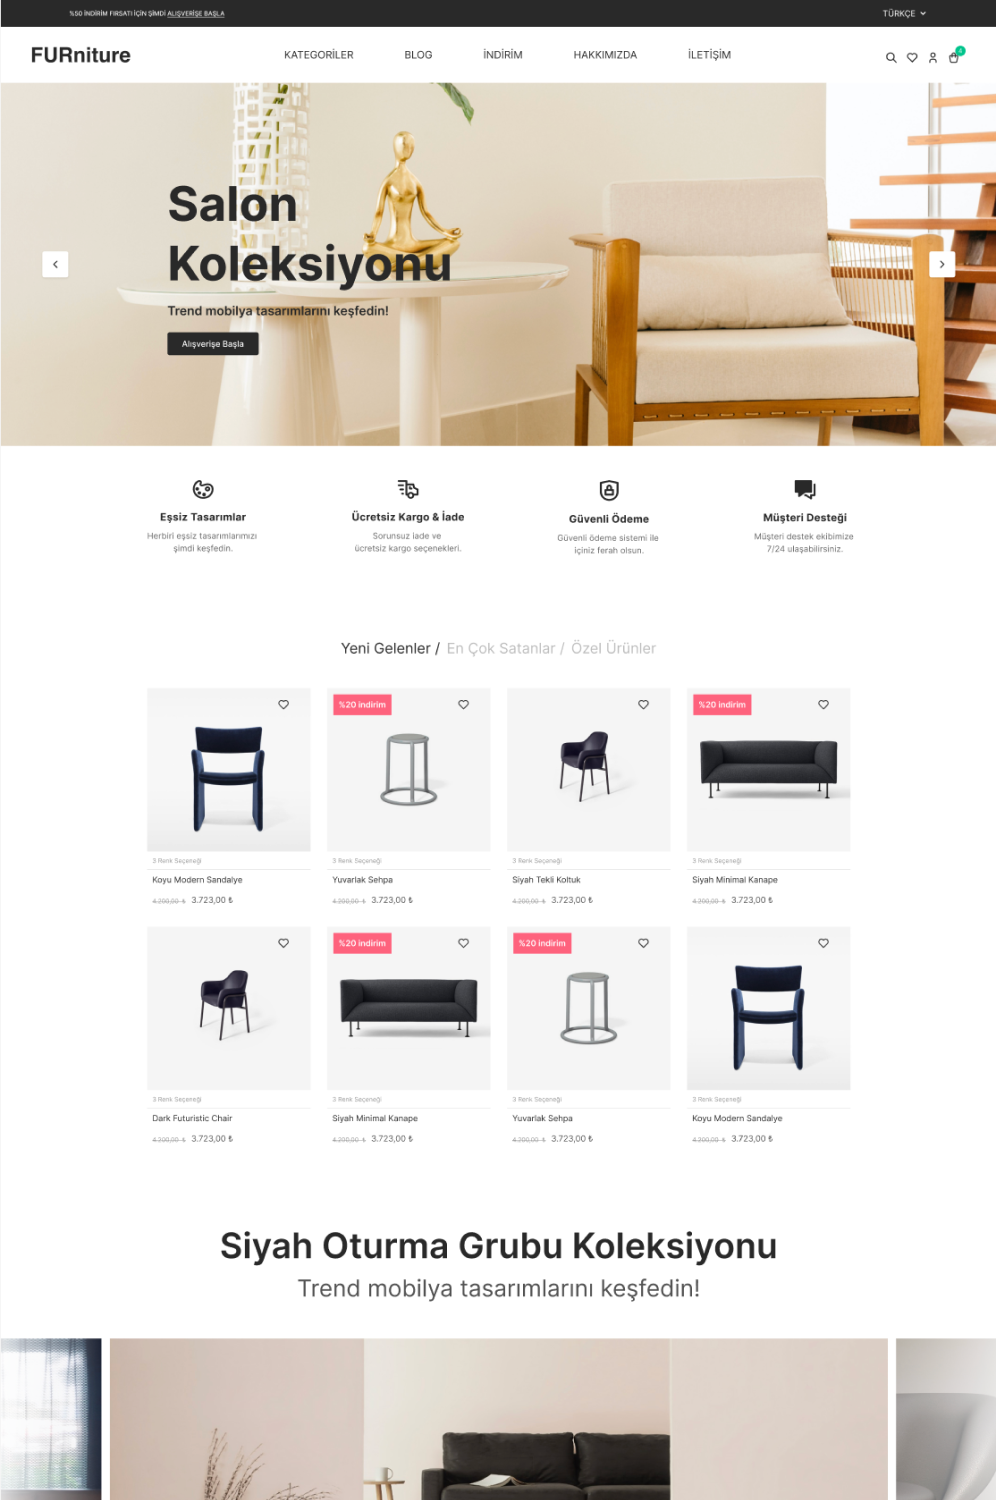 %50 İNDİRİM FIRSATI İÇİN ŞİMDİ ALIŞVERİŞE BAŞLA
TÜRKÇE
FURniture
KATEGORİLER
BLOG
İNDİRİM
HAKKIMIZDA
İLETİŞİM
4
Salon
Koleksiyonu
Trend mobilya tasarımlarını keşfedin!
Alışverişe Başla
Eşsiz Tasarımlar
Herbiri eşsiz tasarımlarımızı
şimdi keşfedin.
Ücretsiz Kargo & İade
Sorunsuz iade ve
ücretsiz kargo seçenekleri.
Güvenli Ödeme
Güvenli ödeme sistemi ile
içiniz ferah olsun.
Müşteri Desteği
Müşteri destek ekibimize
7/24 ulaşabilirsiniz.
Yeni Gelenler / En Çok Satanlar / Özel Ürünler
3 Renk Seçeneği
Koyu Modern Sandalye
4.200,00 ₺ 3.723,00 ₺
%20 indirim
3 Renk Seçeneği
Yuvarlak Sehpa
4.200,00 ₺ 3.723,00 ₺
3 Renk Seçeneği
Siyah Tekli Koltuk
4.200,00 ₺ 3.723,00 ₺
%20 indirim
3 Renk Seçeneği
Siyah Minimal Kanape
4.200,00 ₺ 3.723,00 ₺
3 Renk Seçeneği
Dark Futuristic Chair
4.200,00 ₺ 3.723,00 ₺
%20 indirim
3 Renk Seçeneği
Siyah Minimal Kanape
4.200,00 ₺ 3.723,00 ₺
%20 indirim
3 Renk Seçeneği
Yuvarlak Sehpa
4.200,00 ₺ 3.723,00 ₺
3 Renk Seçeneği
Koyu Modern Sandalye
4.200,00 ₺ 3.723,00 ₺
Siyah Oturma Grubu Koleksiyonu
Trend mobilya tasarımlarını keşfedin!